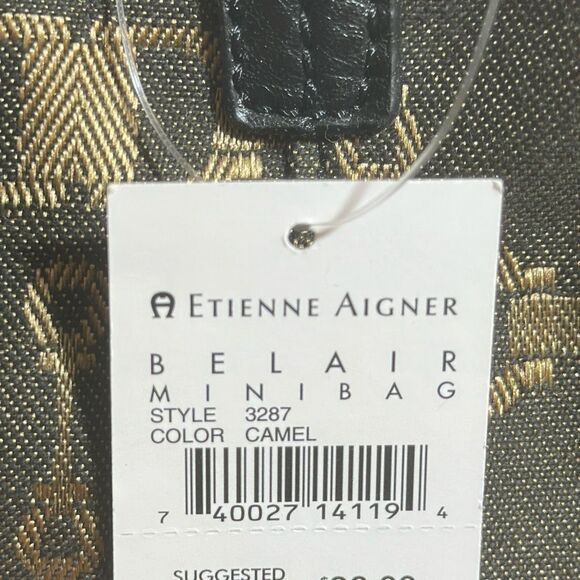 ETIENNE AIGNER
BELAIR
MINIBAG
STYLE 3287
COLOR CAMEL
7 40027 14119 4
SUGGESTED